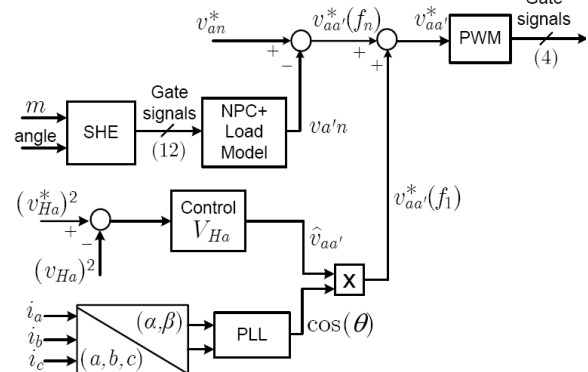 Gate
signals
v*an
+
−
v*aa'(fn)
+
+
v*aa'
PWM
(4)
m
angle
SHE
Gate
signals
(12)
NPC+
Load
Model
va'n
v*aa'(f1)
(v*Ha)2
+
−
(vHa)2
Control
VHa
v̂aa'
X
ia
ib
ic
(α,β)
(a,b,c)
PLL
cos(θ)